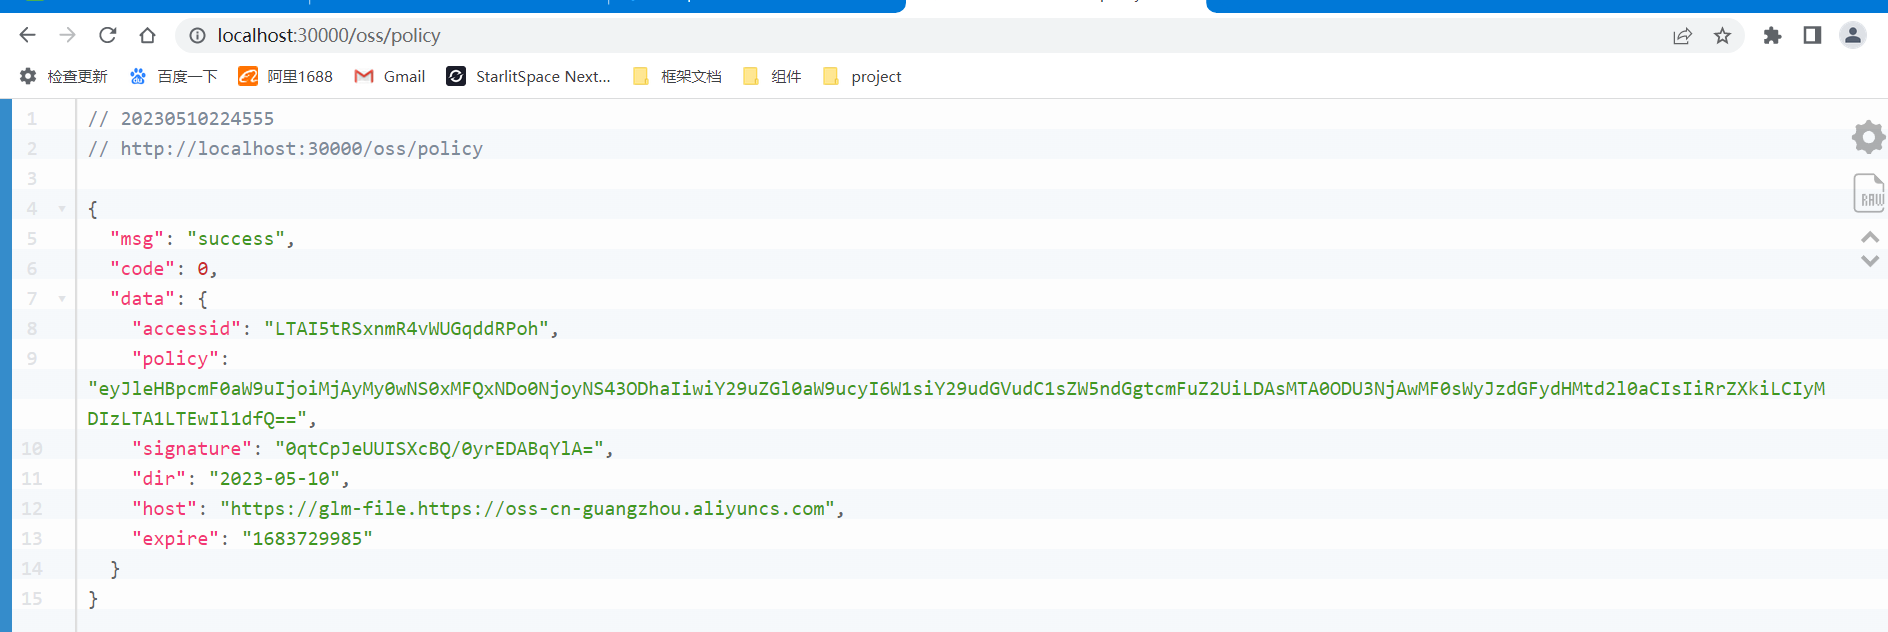 localhost:30000/oss/policy
检查更新 百度一下 阿里1688 Gmail StarlitSpace Next... 框架文档 组件 project
1 // 20230510224555
2 // http://localhost:30000/oss/policy
3
4 {
5 "msg": "success",
6 "code": 0,
7 "data": {
8 "accessid": "LTAI5tRSxnmR4vWUGqddRPoh",
9 "policy":
"eyJleHBpcmF0aW9uIjoiMjAyMy0wNS0xMFQxNDo0NjoyNS43ODhaIiwiY29uZGl0aW9ucyI6W1siY29udGVudC1sZW5ndGgtcmFuZ2UiLDAsMTA0ODU3NjAwMF0sWyJzdGFydHMtd2l0aCIsIiRrZXkiLCIyM
DIzLTA1LTEwIl1dfQ==",
10 "signature": "0qtCpJeUUISXcBQ/0yrEDABqYlA=",
11 "dir": "2023-05-10",
12 "host": "https://glm-file.https://oss-cn-guangzhou.aliyuncs.com",
13 "expire": "1683729985"
14 }
15 }
RAW